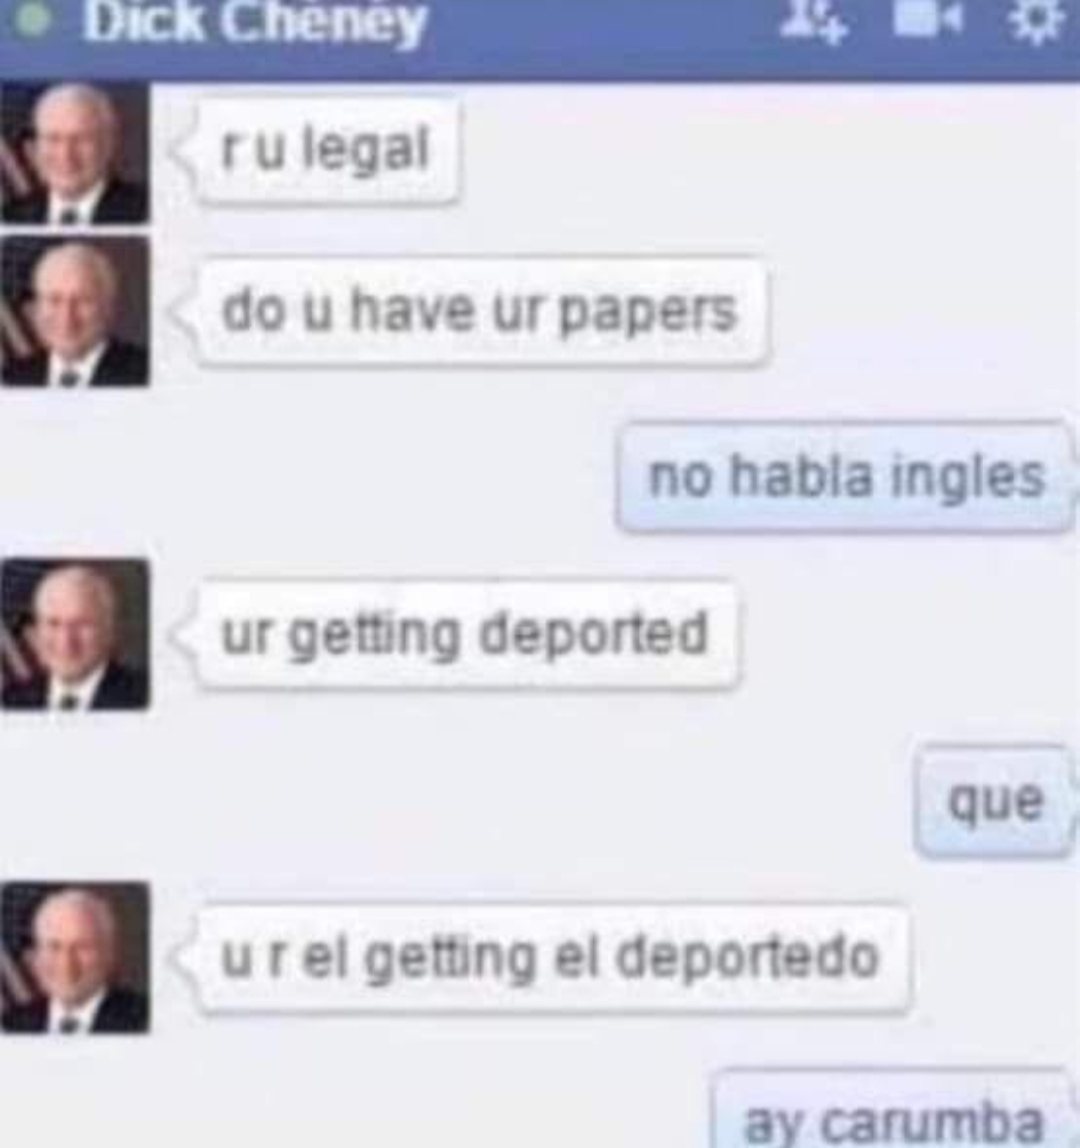 Dick Cheney
r u legal
do u have ur papers
no habla ingles
ur getting deported
que
u r el getting el deportedo
ay carumba